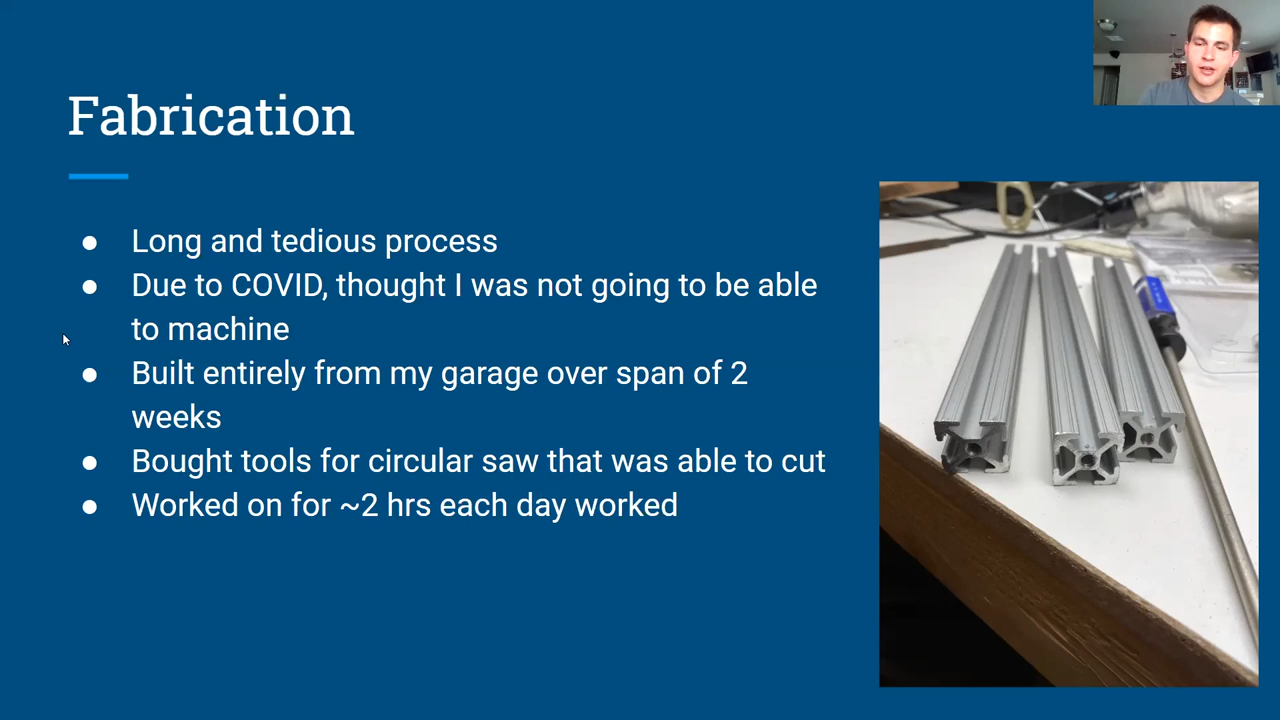 Fabrication
● Long and tedious process
● Due to COVID, thought I was not going to be able
to machine
● Built entirely from my garage over span of 2
weeks
● Bought tools for circular saw that was able to cut
● Worked on for ~2 hrs each day worked